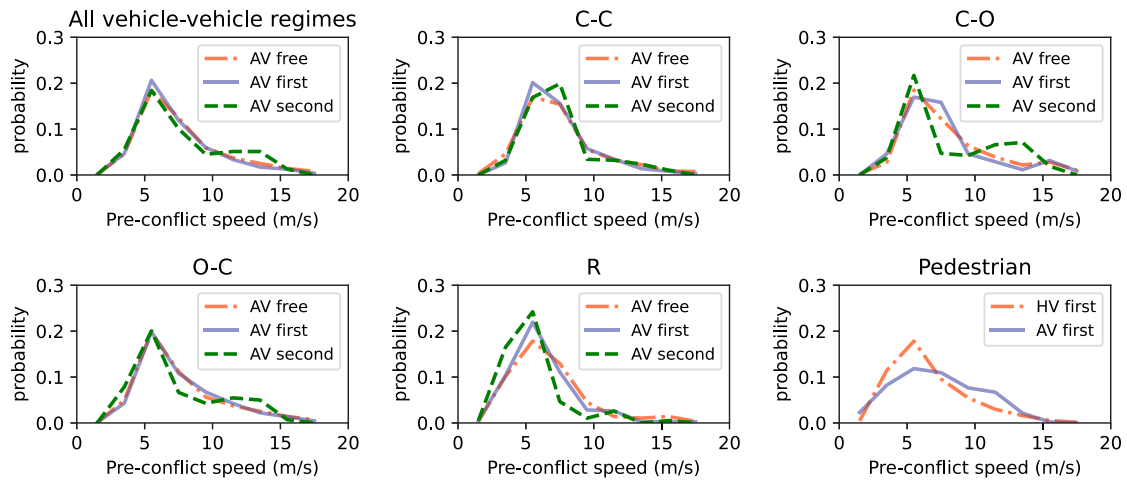 All vehicle-vehicle regimes
0.3
0.2
0.1
0.0
probability
AV free
AV first
AV second
0
5
10
15
20
Pre-conflict speed (m/s)
C-C
0.3
0.2
0.1
0.0
probability
AV free
AV first
AV second
0
5
10
15
20
Pre-conflict speed (m/s)
C-O
0.3
0.2
0.1
0.0
probability
AV free
AV first
AV second
0
5
10
15
20
Pre-conflict speed (m/s)
O-C
0.3
0.2
0.1
0.0
probability
AV free
AV first
AV second
0
5
10
15
20
Pre-conflict speed (m/s)
R
0.3
0.2
0.1
0.0
probability
AV free
AV first
AV second
0
5
10
15
20
Pre-conflict speed (m/s)
Pedestrian
0.3
0.2
0.1
0.0
probability
HV first
AV first
0
5
10
15
20
Pre-conflict speed (m/s)